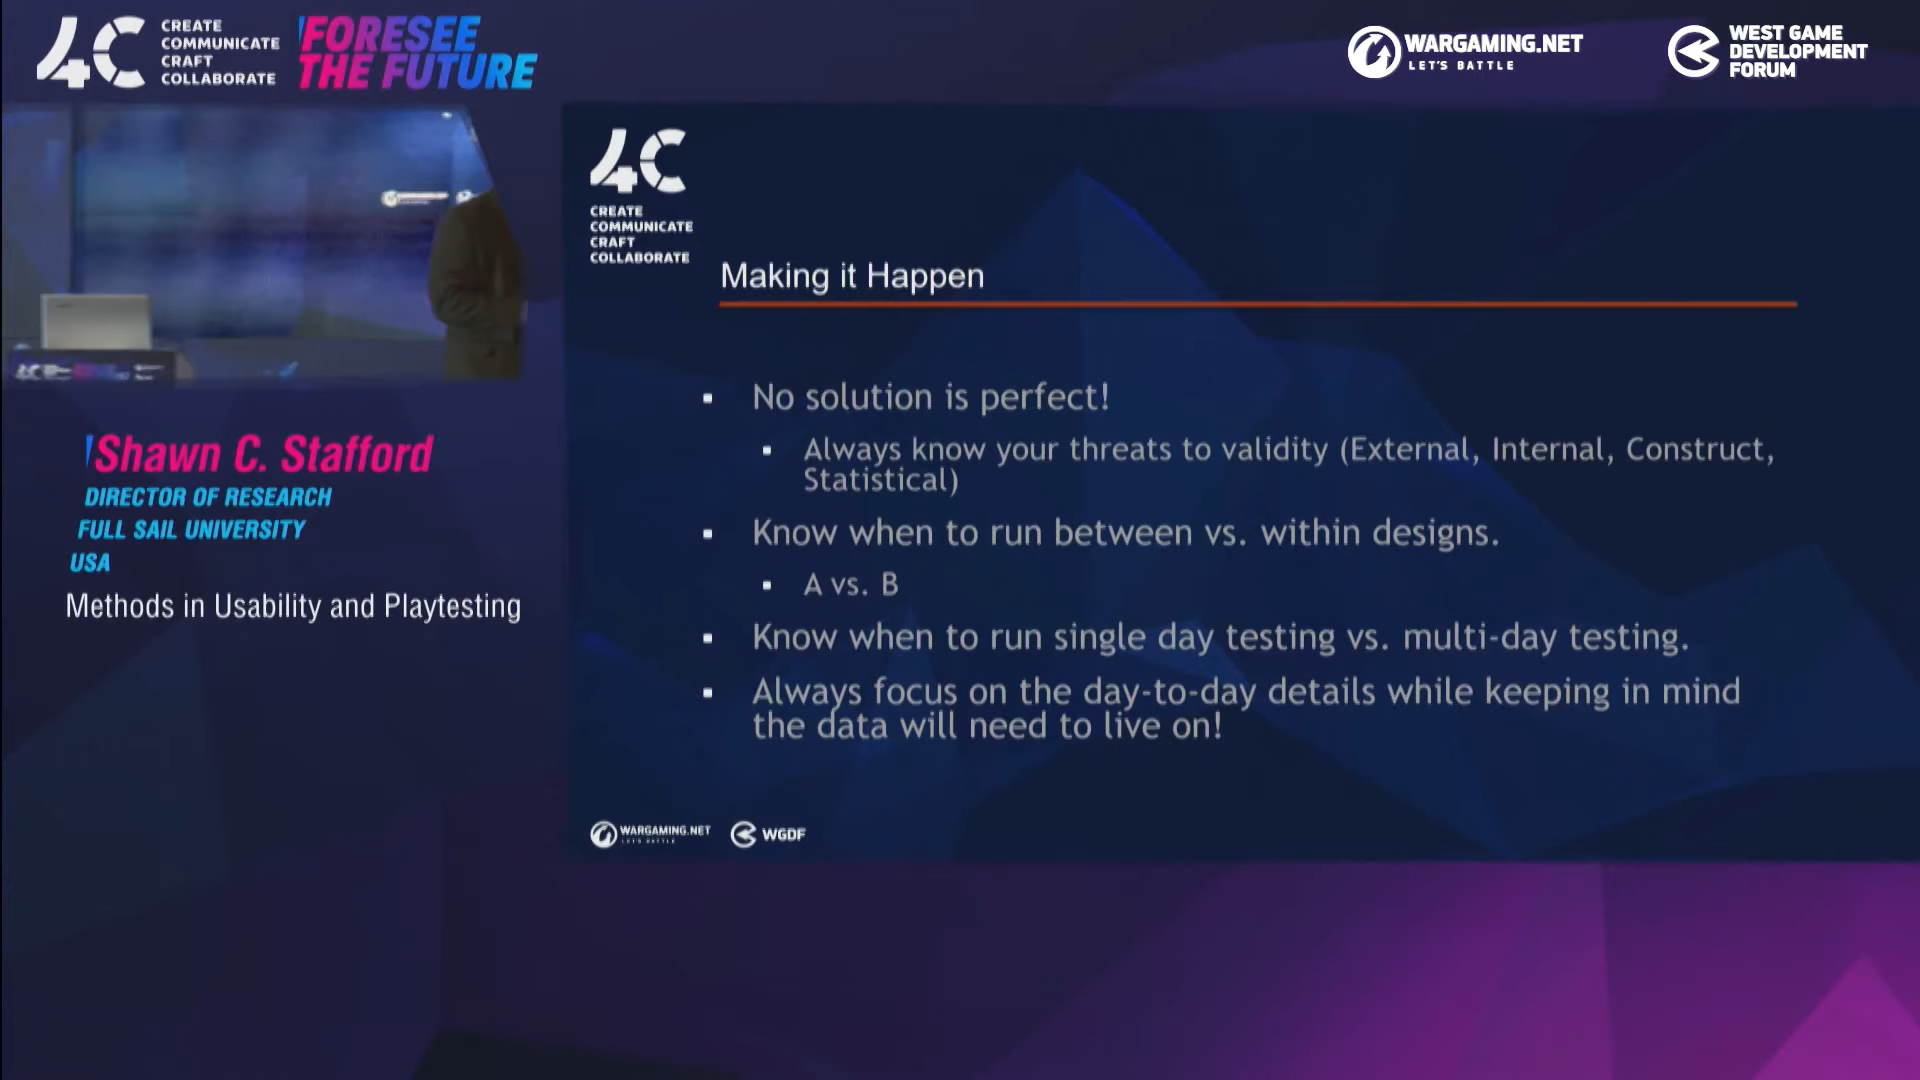 4C
CREATE
COMMUNICATE
CRAFT
COLLABORATE
FORESEE
THE FUTURE
WARGAMING.NET
LET'S BATTLE
WEST GAME
DEVELOPMENT
FORUM
4C
CREATE
COMMUNICATE
CRAFT
COLLABORATE
Making it Happen
No solution is perfect!
Always know your threats to validity (External, Internal, Construct,
Statistical)
Know when to run between vs. within designs.
A vs. B
Know when to run single day testing vs. multi-day testing.
Always focus on the day-to-day details while keeping in mind
the data will need to live on!
WARGAMING.NET
LET'S BATTLE
WGDF
4C
Shawn C. Stafford
DIRECTOR OF RESEARCH
FULL SAIL UNIVERSITY
USA
Methods in Usability and Playtesting